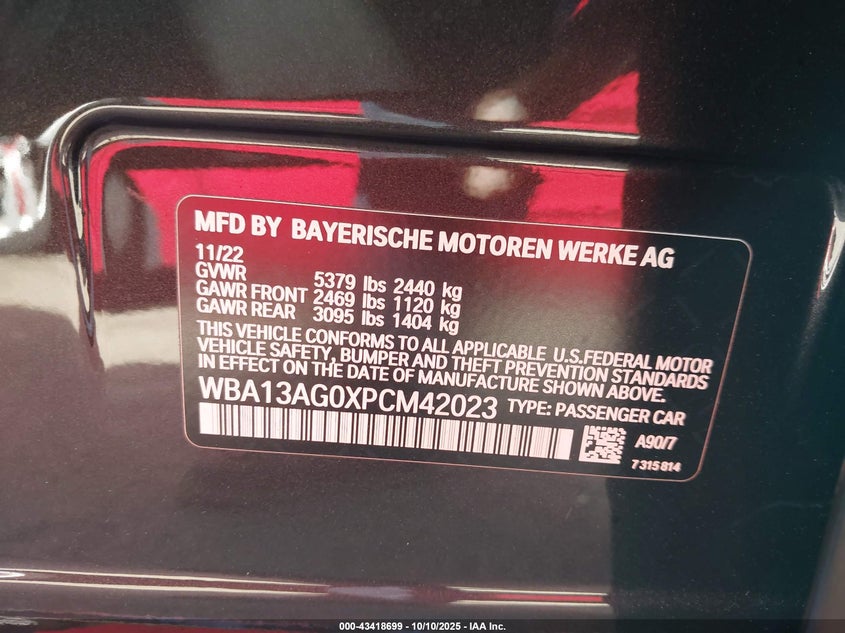 MFD BY BAYERISCHE MOTOREN WERKE AG
11/22
GVWR 5379 lbs 2440 kg
GAWR FRONT 2469 lbs 1120 kg
GAWR REAR 3095 lbs 1404 kg
THIS VEHICLE CONFORMS TO ALL APPLICABLE U.S.FEDERAL MOTOR
VEHICLE SAFETY, BUMPER AND THEFT PREVENTION STANDARDS
IN EFFECT ON THE DATE OF MANUFACTURE SHOWN ABOVE.
WBA13AG0XPCM42023 TYPE: PASSENGER CAR
A90/7
7 315 814
000-43418699 - 10/10/2025 - IAA Inc.